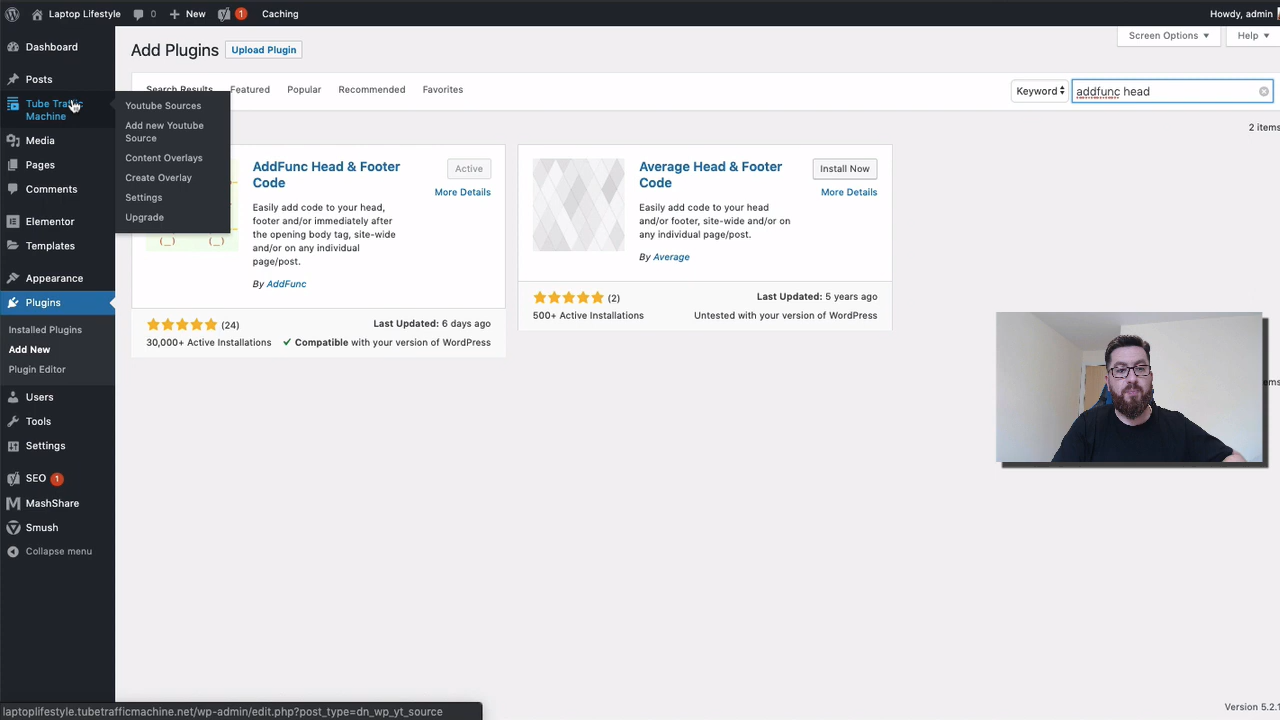 Laptop Lifestyle
0
New
1
Caching
Howdy, admin
Dashboard
Posts
Tube Traffic
Machine
Media
Pages
Comments
Elementor
Templates
Appearance
Plugins
Installed Plugins
Add New
Plugin Editor
Users
Tools
Settings
SEO 1
MashShare
Smush
Collapse menu
Youtube Sources
Add new Youtube
Source
Content Overlays
Create Overlay
Settings
Upgrade
Add Plugins
Upload Plugin
Screen Options
Help
Search Results
Featured
Popular
Recommended
Favorites
Keyword
addfunc head
2 items
AddFunc Head & Footer
Code
Active
More Details
Easily add code to your head,
footer and/or immediately after
the opening body tag, site-wide
and/or on any individual
page/post.
By AddFunc
(24)
Last Updated: 6 days ago
30,000+ Active Installations
Compatible with your version of WordPress
Average Head & Footer
Code
Install Now
More Details
Easily add code to your head
and/or footer, site-wide and/or on
any individual page/post.
By Average
(2)
Last Updated: 5 years ago
500+ Active Installations
Untested with your version of WordPress
laptoplifestyle.tubetrafficmachine.net/wp-admin/edit.php?post_type=dn_wp_yt_source
Version 5.2.1